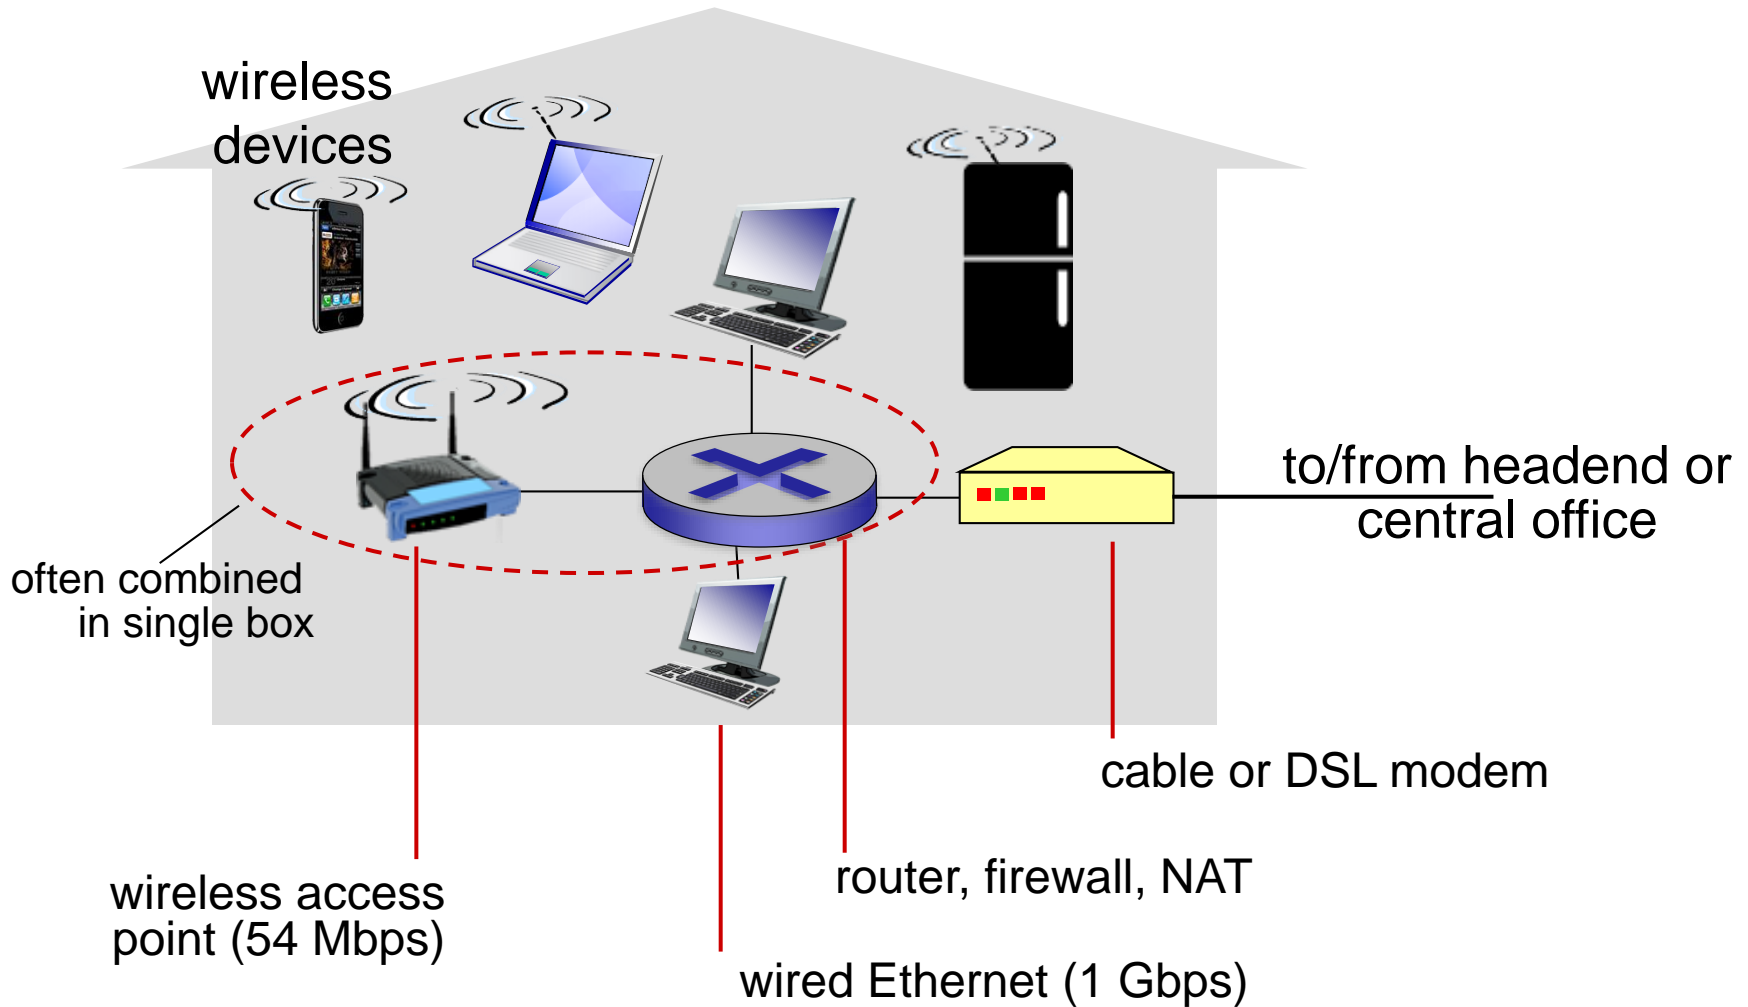 wireless
devices
to/from headend or
central office
often combined
in single box
cable or DSL modem
router, firewall, NAT
wireless access
point (54 Mbps)
wired Ethernet (1 Gbps)